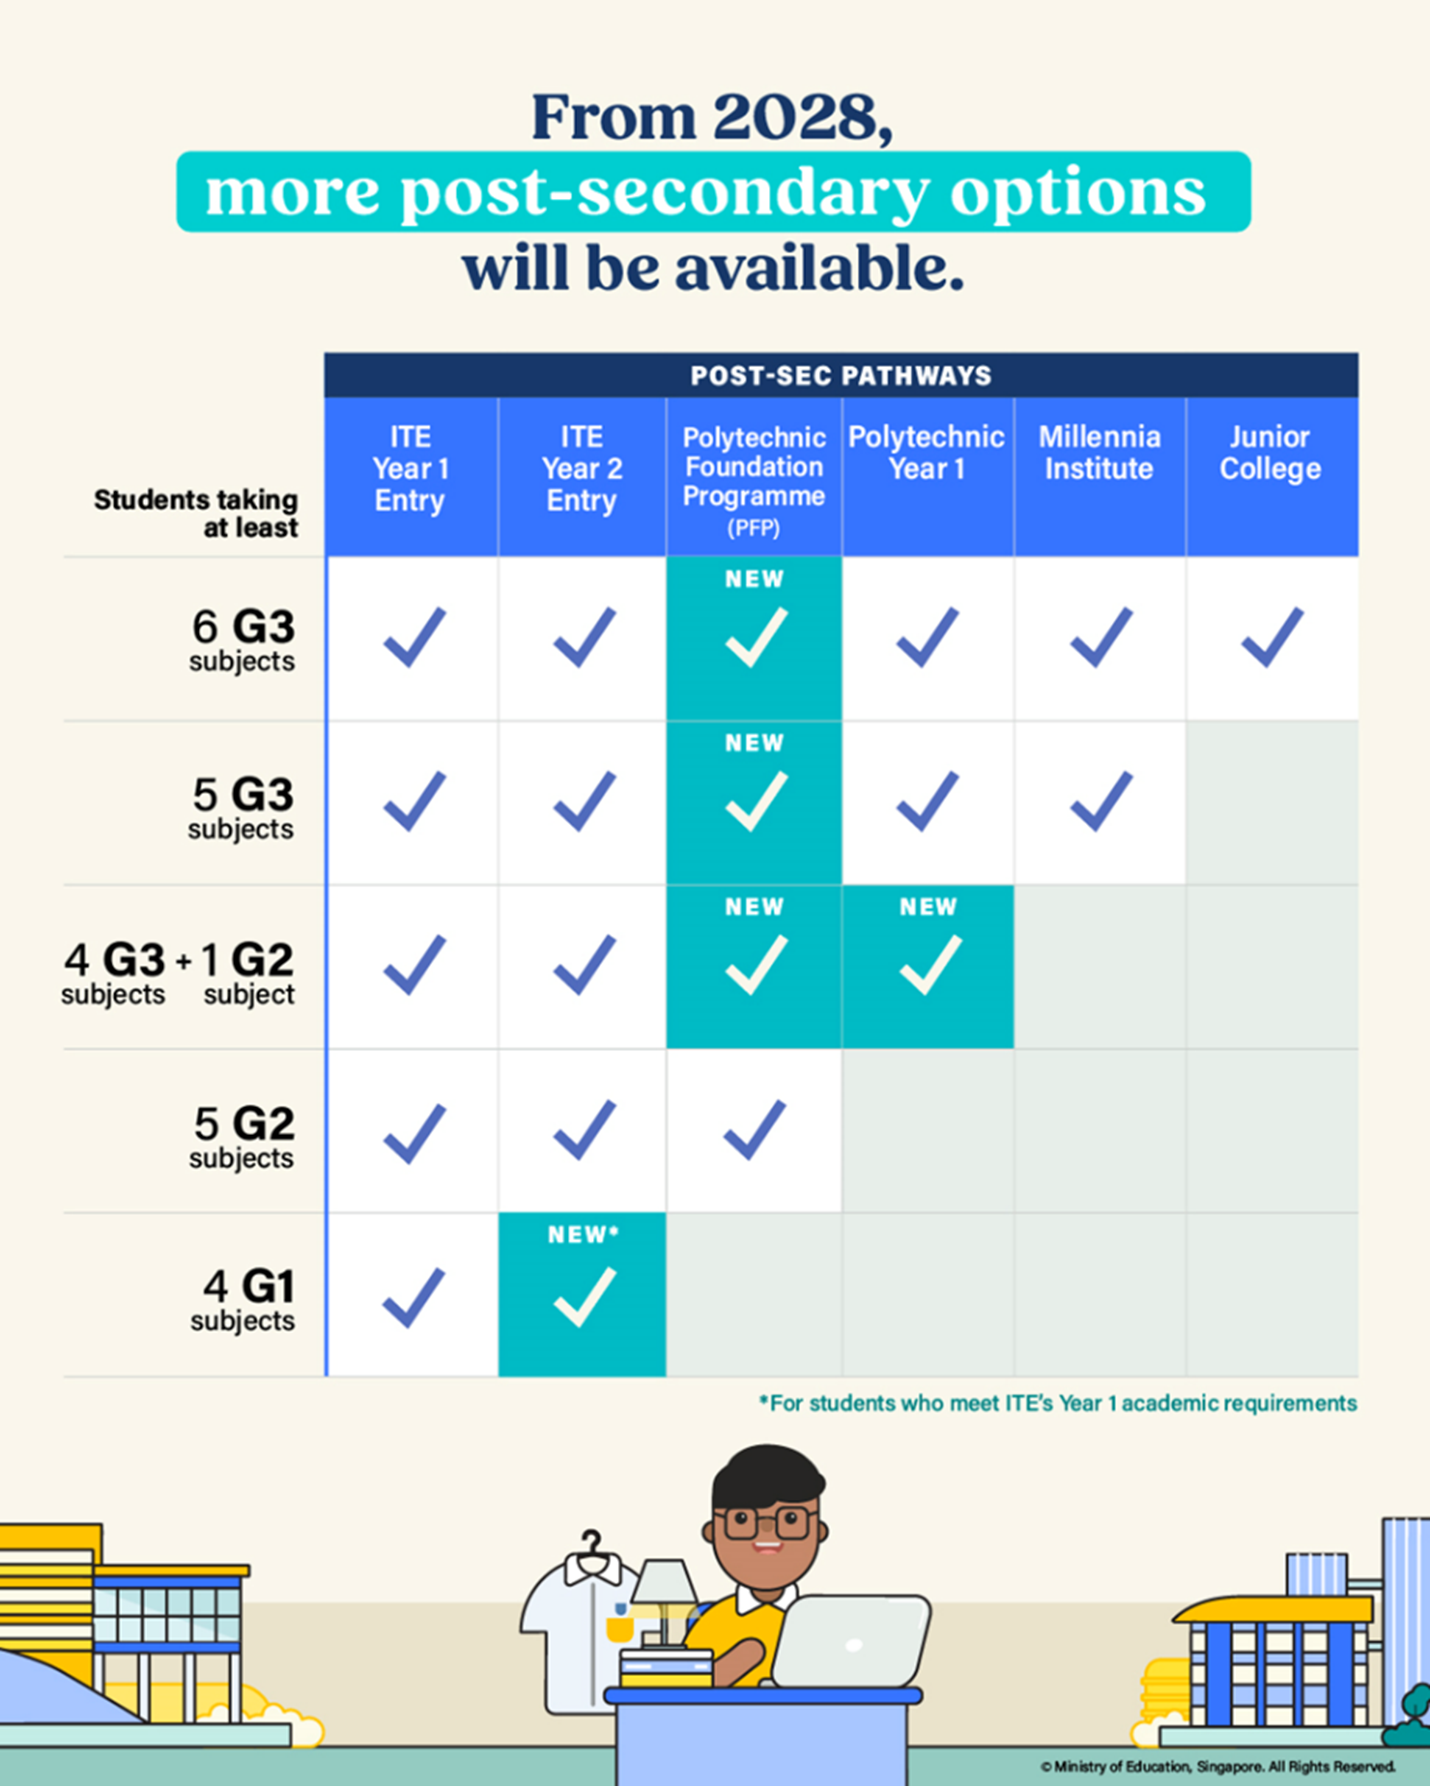 From 2028,
more post-secondary options
will be available.
POST-SEC PATHWAYS
Students taking
at least
ITE
Year 1
Entry
ITE
Year 2
Entry
Polytechnic
Foundation
Programme
(PFP)
Polytechnic
Year 1
Millennia
Institute
Junior
College
6 G3
subjects
NEW
5 G3
subjects
NEW
4 G3 + 1 G2
subjects subject
NEW
NEW
5 G2
subjects
4 G1
subjects
NEW*
*For students who meet ITE's Year 1 academic requirements
© Ministry of Education, Singapore. All Rights Reserved.